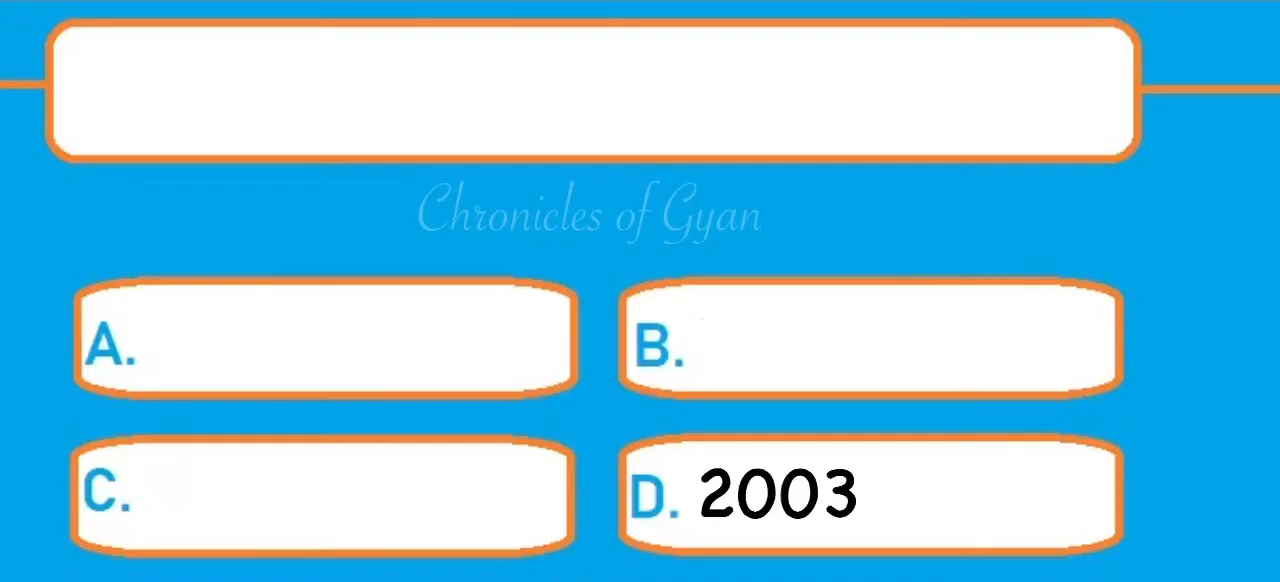 Chronicles of Gyan
A.
B.
C.
D. 2003